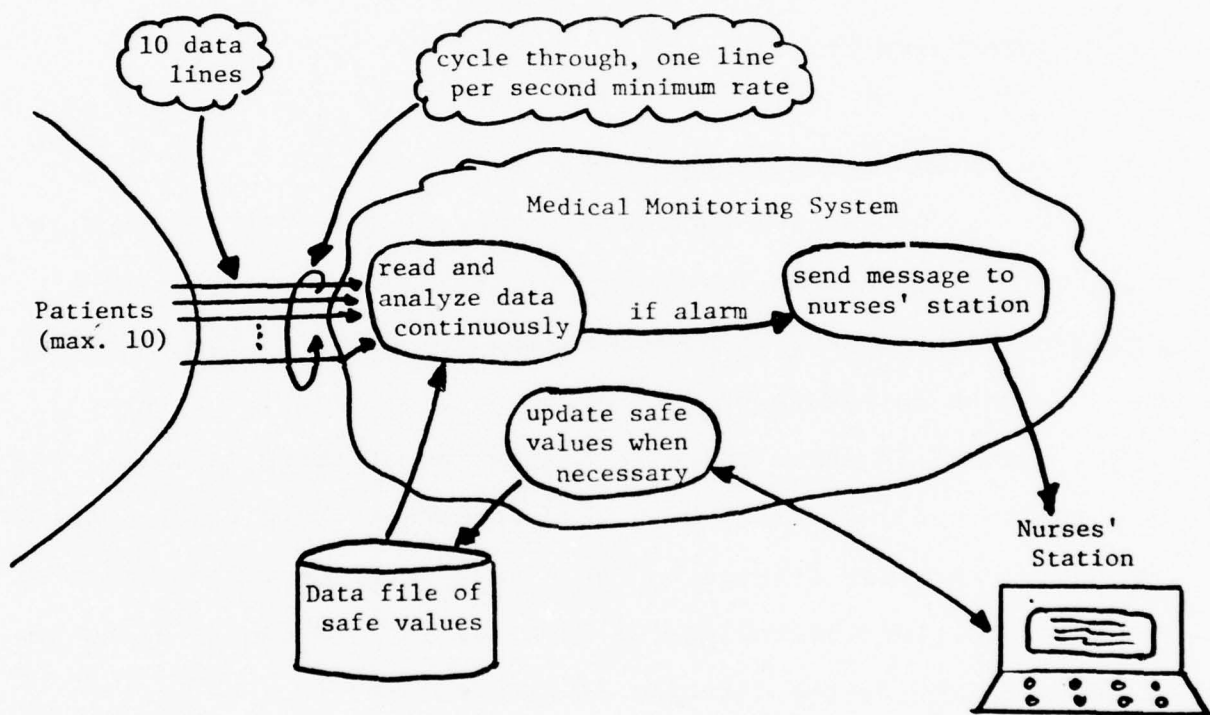 10 data
lines
cycle through, one line
per second minimum rate
Medical Monitoring System
Patients
(max. 10)
read and
analyze data
continuously
if alarm
send message to
nurses' station
update safe
values when
necessary
Data file of
safe values
Nurses'
Station